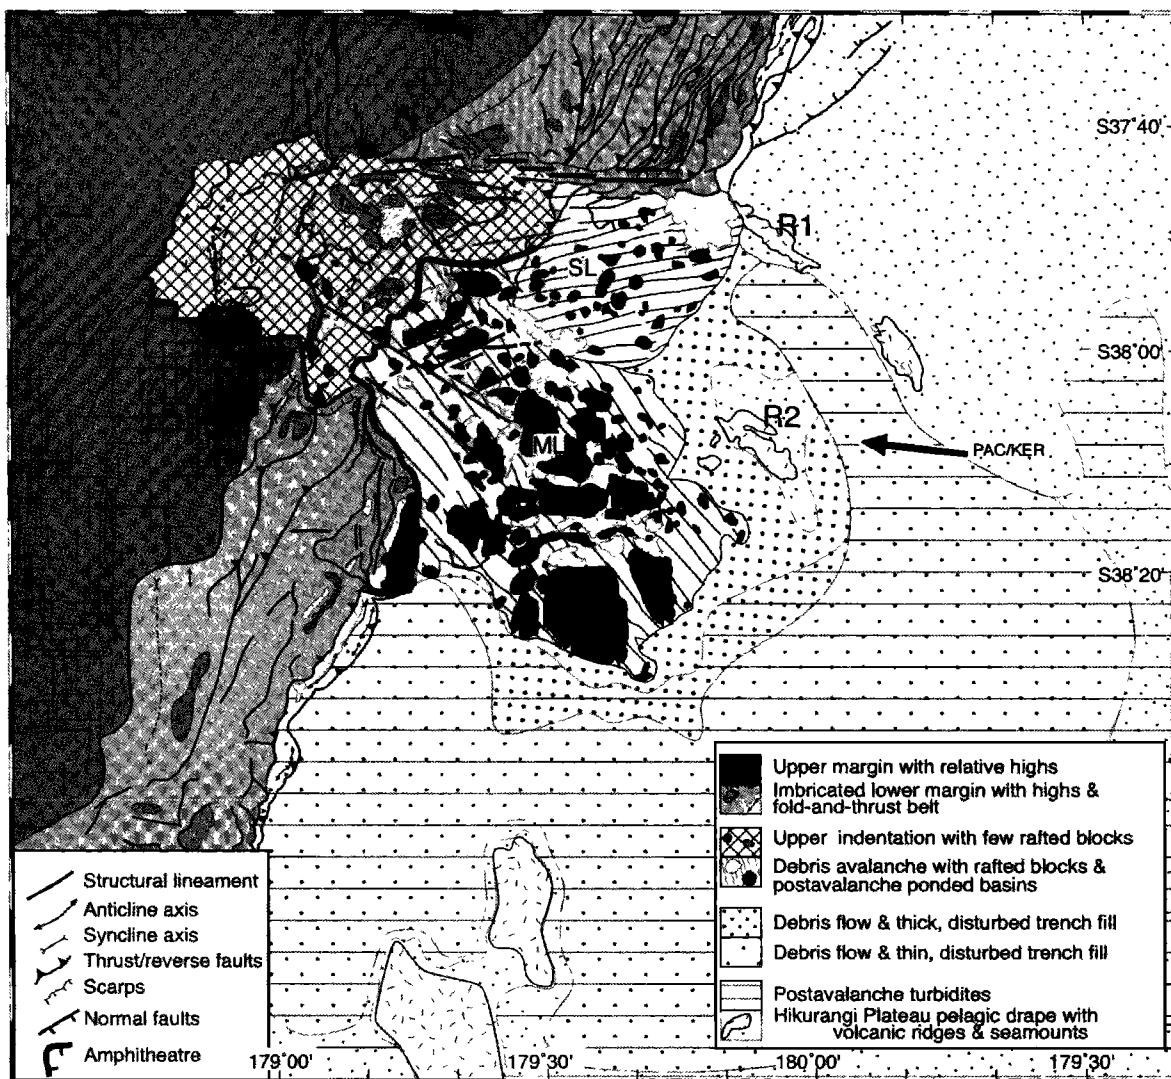 S37°40'
R1
SL
S38°00'
R2
ML
PAC/KER
S38°20'
Upper margin with relative highs
Imbricated lower margin with highs &
fold-and-thrust belt
Upper indentation with few rafted blocks
Debris avalanche with rafted blocks &
postavalanche ponded basins
Debris flow & thick, disturbed trench fill
Debris flow & thin, disturbed trench fill
Postavalanche turbidites
Hikurangi Plateau pelagic drape with
volcanic ridges & seamounts
Structural lineament
Anticline axis
Syncline axis
Thrust/reverse faults
Scarps
Normal faults
Amphitheatre
179°00'
179°30'
180°00'
179°30'